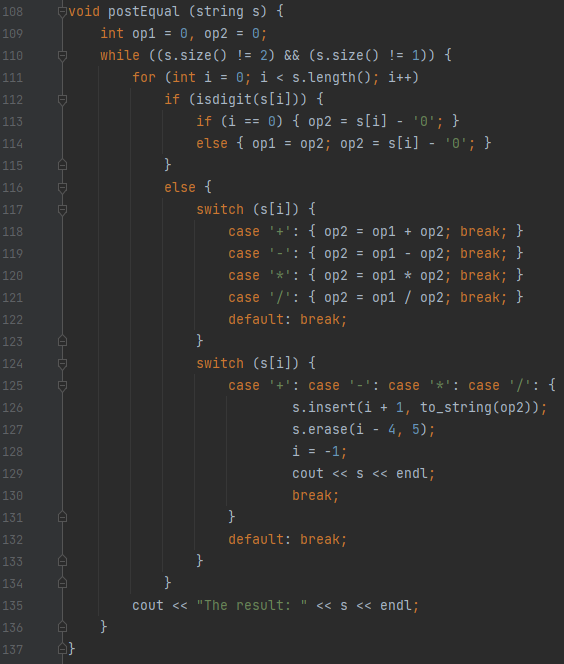 108 void postEqual (string s) {
109     int op1 = 0, op2 = 0;
110     while ((s.size() != 2) && (s.size() != 1)) {
111         for (int i = 0; i < s.length(); i++)
112             if (isdigit(s[i])) {
113                 if (i == 0) { op2 = s[i] - '0'; }
114                 else { op1 = op2; op2 = s[i] - '0'; }
115             }
116             else {
117                 switch (s[i]) {
118                     case '+': { op2 = op1 + op2; break; }
119                     case '-': { op2 = op1 - op2; break; }
120                     case '*': { op2 = op1 * op2; break; }
121                     case '/': { op2 = op1 / op2; break; }
122                     default: break;
123                 }
124                 switch (s[i]) {
125                     case '+': case '-': case '*': case '/': {
126                             s.insert(i + 1, to_string(op2));
127                             s.erase(i - 4, 5);
128                             i = -1;
129                             cout << s << endl;
130                             break;
131                     }
132                     default: break;
133                 }
134             }
135         cout << "The result: " << s << endl;
136     }
137 }